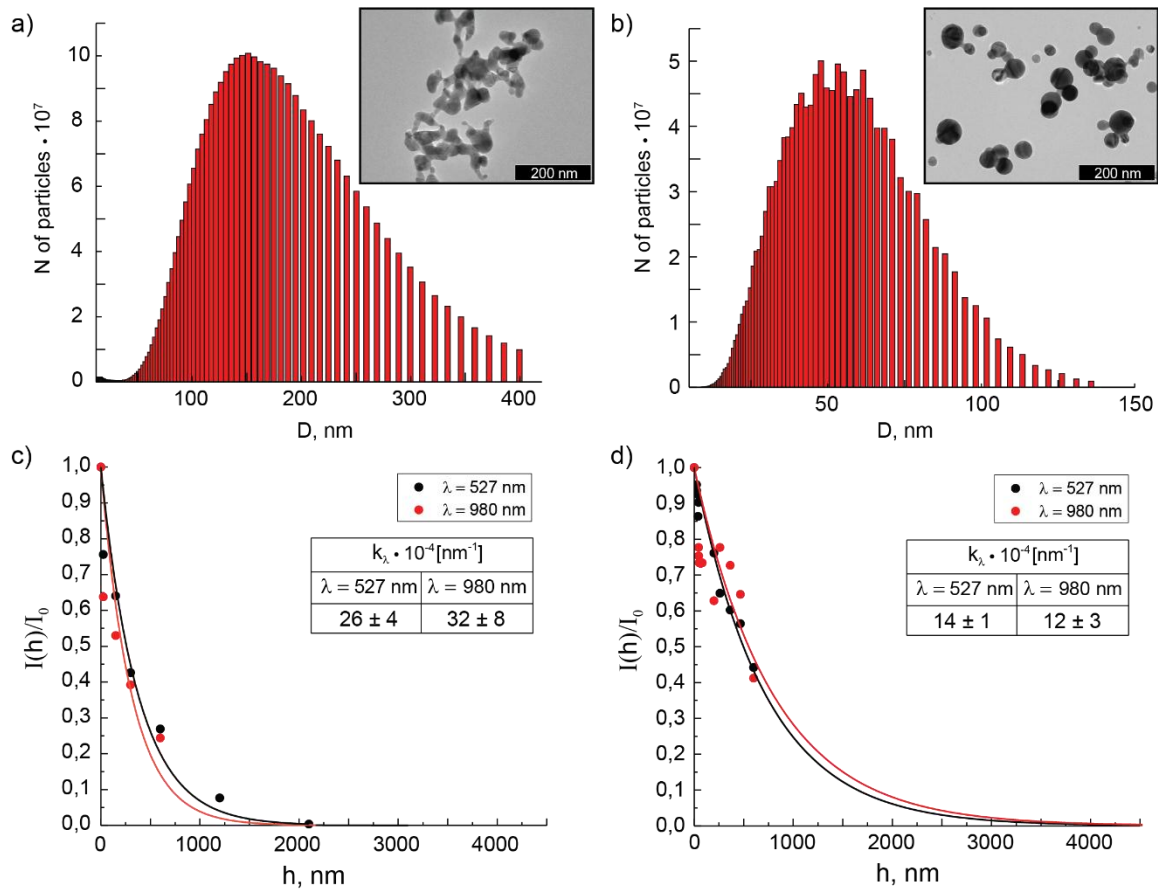 a)
N of particles • 10⁷
10
8
6
4
2
0
100
200
300
400
D, nm
200 nm
b)
N of particles • 10⁷
5
4
3
2
1
0
50
100
150
D, nm
200 nm
c)
I(h)/I₀
1,0
0,9
0,8
0,7
0,6
0,5
0,4
0,3
0,2
0,1
0,0
0
1000
2000
3000
4000
h, nm
λ = 527 nm
λ = 980 nm
k_λ • 10⁻⁴[nm⁻¹]
λ = 527 nm λ = 980 nm
26 ± 4 32 ± 8
d)
I(h)/I₀
1,0
0,9
0,8
0,7
0,6
0,5
0,4
0,3
0,2
0,1
0,0
0
1000
2000
3000
4000
h, nm
λ = 527 nm
λ = 980 nm
k_λ • 10⁻⁴[nm⁻¹]
λ = 527 nm λ = 980 nm
14 ± 1 12 ± 3